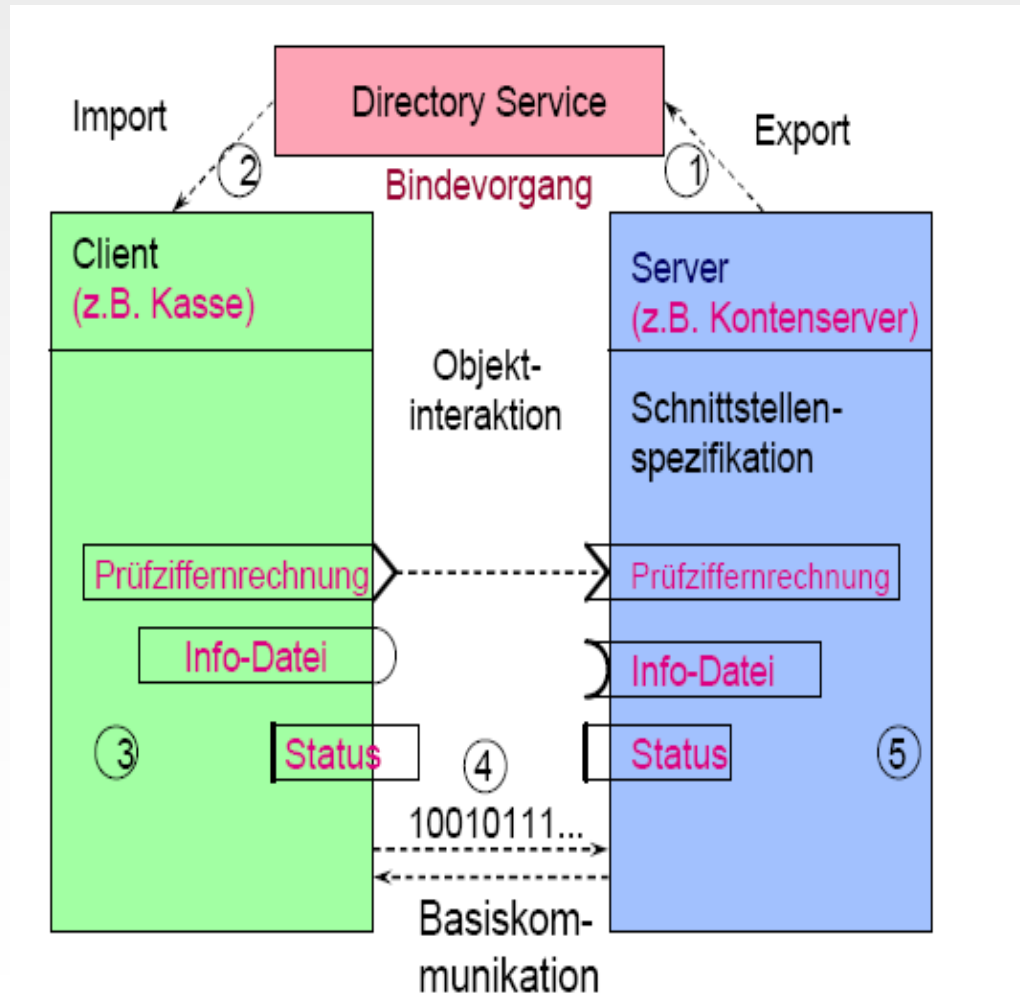 Directory Service
Import
Export
2
1
Bindevorgang
Client
(z.B. Kasse)
Server
(z.B. Kontenserver)
Objekt-
interaktion
Schnittstellen-
spezifikation
Prüfziffernrechnung
Prüfziffernrechnung
Info-Datei
Info-Datei
3
Status
4
Status
5
10010111...
Basiskom-
munikation